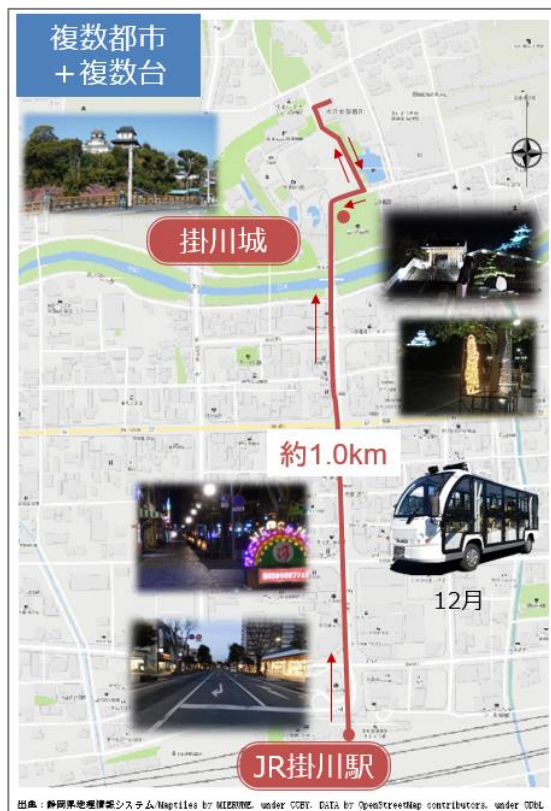 複数都市
+複数台
掛川城
約1.0km
12月
JR掛川駅
出典：静岡県地理情報システム/Maptiles by MIERUNE, under CCBY. DATA by OpenStreetMap contributors, under ODbL